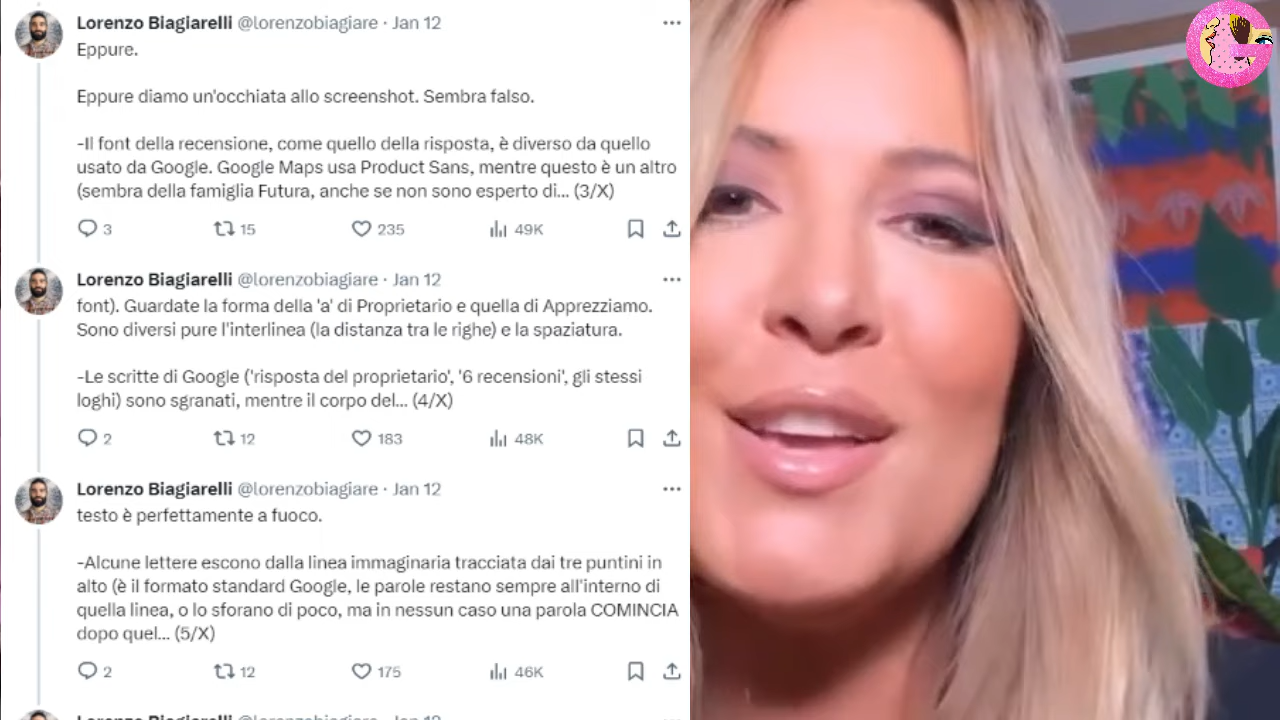 Lorenzo Biagiarelli @lorenzobiagiare · Jan 12
Eppure.
Eppure diamo un'occhiata allo screenshot. Sembra falso.
-Il font della recensione, come quello della risposta, è diverso da quello
usato da Google. Google Maps usa Product Sans, mentre questo è un altro
(sembra della famiglia Futura, anche se non sono esperto di... (3/X)
3 15 235 49K
Lorenzo Biagiarelli @lorenzobiagiare · Jan 12
font). Guardate la forma della 'a' di Proprietario e quella di Apprezziamo.
Sono diversi pure l'interlinea (la distanza tra le righe) e la spaziatura.
-Le scritte di Google ('risposta del proprietario', '6 recensioni', gli stessi
loghi) sono sgranati, mentre il corpo del... (4/X)
2 12 183 48K
Lorenzo Biagiarelli @lorenzobiagiare · Jan 12
testo è perfettamente a fuoco.
-Alcune lettere escono dalla linea immaginaria tracciata dai tre puntini in
alto (è il formato standard Google, le parole restano sempre all'interno di
quella linea, o lo sforano di poco, ma in nessun caso una parola COMINCIA
dopo quel... (5/X)
2 12 175 46K
Lorenzo Biagiarelli @lorenzobiagiare · Jan 12